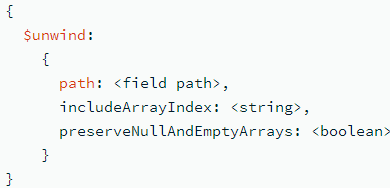 {
  $unwind:
    {
      path: <field path>,
      includeArrayIndex: <string>,
      preserveNullAndEmptyArrays: <boolean>
    }
}